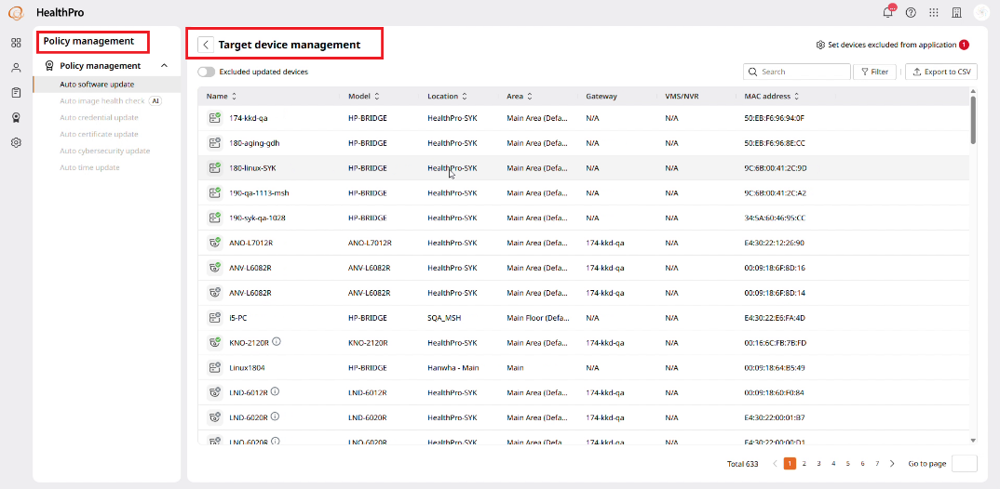 HealthPro
...
Policy management
Policy management
Auto software update
Auto image health check AI
Auto credential update
Auto certificate update
Auto cybersecurity update
Auto time update
Target device management
Set devices excluded from application 1
Excluded updated devices
Search
Filter
Export to CSV
Name Model Location Area Gateway VMS/NVR MAC address
174-kkd-qa HP-BRIDGE HealthPro-SYK Main Area (Defa... N/A N/A 50:EB:F6:96:94:0F
180-aging-gdh HP-BRIDGE HealthPro-SYK Main Area (Defa... N/A N/A 50:EB:F6:96:8E:CC
180-linux-SYK HP-BRIDGE HealthPro-SYK Main Area (Defa... N/A N/A 9C:6B:00:41:2C:9D
190-qa-1113-msh HP-BRIDGE HealthPro-SYK Main Area (Defa... N/A N/A 9C:6B:00:41:2C:A2
190-syk-qa-1028 HP-BRIDGE HealthPro-SYK Main Area (Defa... N/A N/A 34:5A:60:46:95:CC
ANO-L7012R ANO-L7012R HealthPro-SYK Main Area (Defa... 174-kkd-qa N/A E4:30:22:12:26:90
ANV-L6082R ANV-L6082R HealthPro-SYK Main Area (Defa... 174-kkd-qa N/A 00:09:18:6F:8D:16
ANV-L6082R ANV-L6082R HealthPro-SYK Main Area (Defa... 174-kkd-qa N/A 00:09:18:6F:8D:14
i5-PC HP-BRIDGE SQA_MSH Main Floor (Defa... N/A N/A E4:30:22:E6:FA:4D
KNO-2120R KNO-2120R HealthPro-SYK Main Area (Defa... 174-kkd-qa N/A 00:16:6C:FB:7B:FD
Linux1804 HP-BRIDGE Hanwha - Main Main N/A N/A 00:09:18:64:B5:49
LND-6012R LND-6012R HealthPro-SYK Main Area (Defa... 174-kkd-qa N/A 00:09:18:60:F0:84
LND-6020R LND-6020R HealthPro-SYK Main Area (Defa... 174-kkd-qa N/A E4:30:22:00:01:B7
LNO-6020R LNO-6020R HealthPro-SYK Main Area (Defa... 174-kkd-qa N/A E4:30:22:00:00:D1
Total 633 1 2 3 4 5 6 7 Go to page